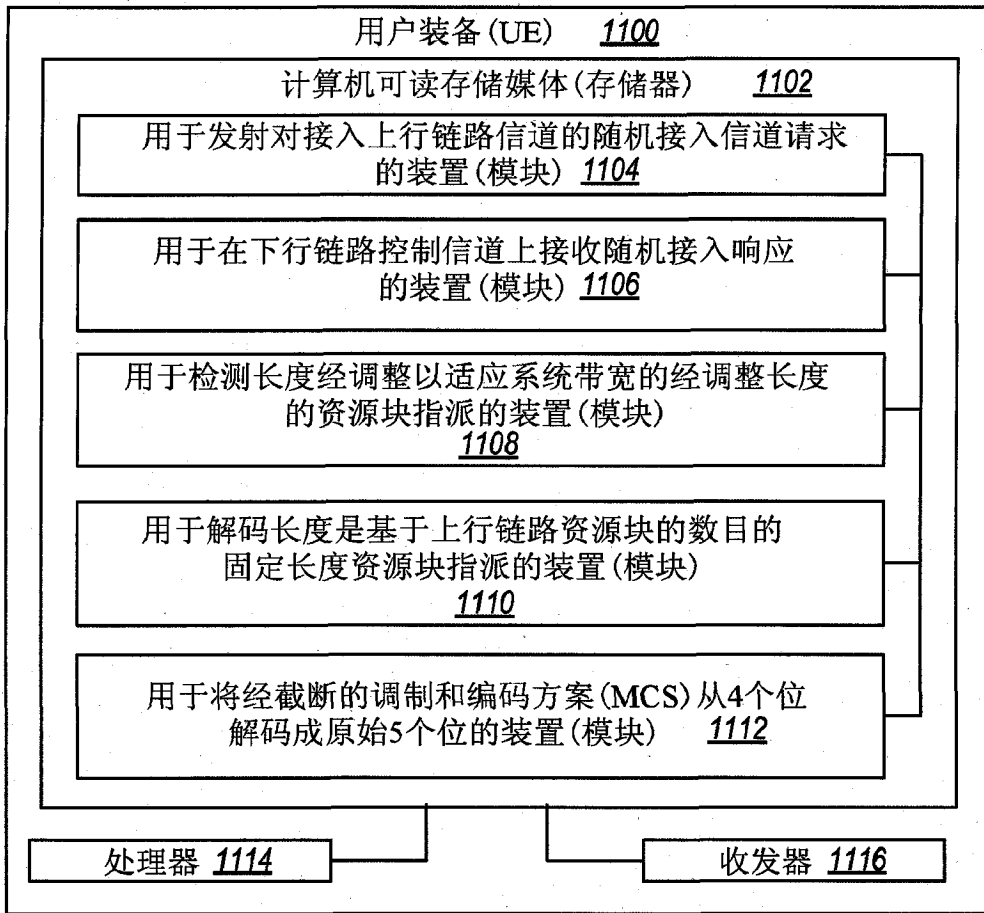 用户装备(UE) 1100
计算机可读存储媒体(存储器) 1102
用于发射对接入上行链路信道的随机接入信道请求
的装置(模块) 1104
用于在下行链路控制信道上接收随机接入响应
的装置(模块) 1106
用于检测长度经调整以适应系统带宽的经调整长度
的资源块指派的装置(模块)
1108
用于解码长度是基于上行链路资源块的数目的
固定长度资源块指派的装置(模块)
1110
用于将经截断的调制和编码方案(MCS)从4个位
解码成原始5个位的装置(模块) 1112
处理器 1114
收发器 1116